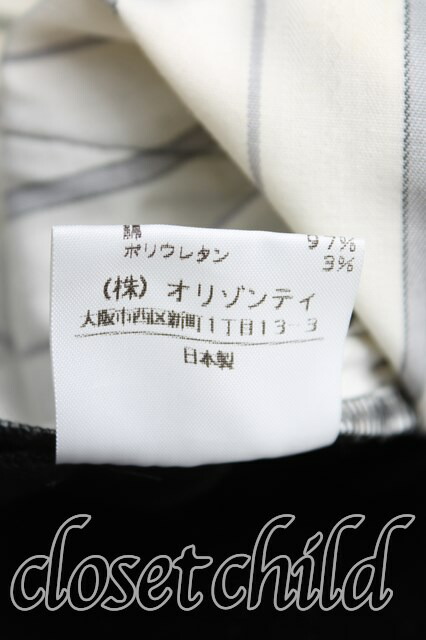 綿 97%
ポリウレタン 3%
(株) オリゾンティ
大阪市西区新町1丁目13-3
日本製
closet child